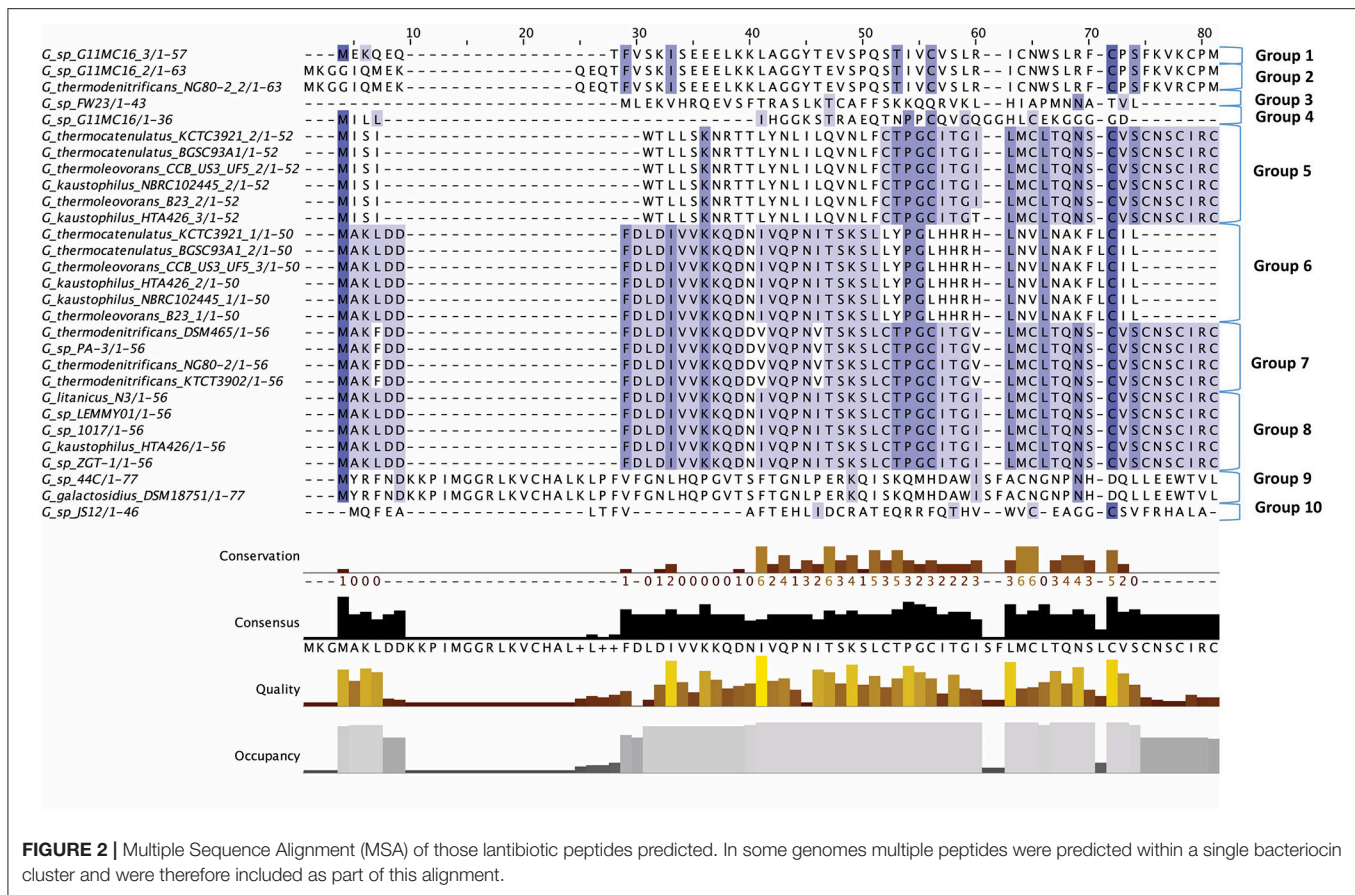 10 20 30 40 50 60 70 80
G_sp_G11MC16_3/1-57 ---MEKQEQ------------------TFVSKISEEELKKLAGGYTEVSPQSTIVCVSLR--ICNWSLRF-CPSFKVKCPM Group 1
G_sp_G11MC16_2/1-63 MKGGIQMEK---------------QEQTFVSKISEEELKKLAGGYTEVSPQSTIVCVSLR--ICNWSLRF-CPSFKVKCPM Group 2
G_thermodenitrificans_NG80-2_2/1-63 MKGGIQMEK---------------QEQTFVSKISEEELKKLAGGYTEVSPQSTIVCVSLR--ICNWSLRF-CPSFKVRCPM
G_sp_FW23/1-43 ----------------------------MLEKVHRQEVSFTRASLKTCAFFSKKQQRVKL--HIAPMNNA-TVL------- Group 3
G_sp_G11MC16/1-36 ---MILL---------------------------------IHGGKSTRAEQTNPPCQVGQGGHLCEKGGG-GD-------- Group 4
G_thermocatenulatus_KCTC3921_2/1-52 ---MISI-----------------------WTLLSKNRTTLYNLILQVNLFCTPGCITGI--LMCLTQNS-CVSCNSCIRC
G_thermocatenulatus_BGSC93A1/1-52 ---MISI-----------------------WTLLSKNRTTLYNLILQVNLFCTPGCITGI--LMCLTQNS-CVSCNSCIRC
G_thermoleovorans_CCB_US3_UF5_2/1-52 ---MISI-----------------------WTLLSKNRTTLYNLILQVNLFCTPGCITGI--LMCLTQNS-CVSCNSCIRC Group 5
G_kaustophilus_NBRC102445_2/1-52 ---MISI-----------------------WTLLSKNRTTLYNLILQVNLFCTPGCITGI--LMCLTQNS-CVSCNSCIRC
G_thermoleovorans_B23_2/1-52 ---MISI-----------------------WTLLSKNRTTLYNLILQVNLFCTPGCITGI--LMCLTQNS-CVSCNSCIRC
G_kaustophilus_HTA426_3/1-52 ---MISI-----------------------WTLLSKNRTTLYNLILQVNLFCTPGCITGT--LMCLTQNS-CVSCNSCIRC
G_thermocatenulatus_KCTC3921_1/1-50 ---MAKLDD-------------------FDLDIVVKKQDNIVQPNITSKSLLYPGLHHRH--LNVLNAKFLCIL-------
G_thermocatenulatus_BGSC93A1_2/1-50 ---MAKLDD-------------------FDLDIVVKKQDNIVQPNITSKSLLYPGLHHRH--LNVLNAKFLCIL-------
G_thermoleovorans_CCB_US3_UF5_3/1-50 ---MAKLDD-------------------FDLDIVVKKQDNIVQPNITSKSLLYPGLHHRH--LNVLNAKFLCIL------- Group 6
G_kaustophilus_HTA426_2/1-50 ---MAKLDD-------------------FDLDIVVKKQDNIVQPNITSKSLLYPGLHHRH--LNVLNAKFLCIL-------
G_kaustophilus_NBRC102445_1/1-50 ---MAKLDD-------------------FDLDIVVKKQDNIVQPNITSKSLLYPGLHHRH--LNVLNAKFLCIL-------
G_thermoleovorans_B23_1/1-50 ---MAKLDD-------------------FDLDIVVKKQDNIVQPNITSKSLLYPGLHHRH--LNVLNAKFLCIL-------
G_thermodenitrificans_DSM465/1-56 ---MAKFDD-------------------FDLDIVVKKQDDVVQPNVTSKSLCTPGCITGV--LMCLTQNS-CVSCNSCIRC
G_sp_PA-3/1-56 ---MAKFDD-------------------FDLDIVVKKQDDVVQPNVTSKSLCTPGCITGV--LMCLTQNS-CVSCNSCIRC Group 7
G_thermodenitrificans_NG80-2/1-56 ---MAKFDD-------------------FDLDIVVKKQDDVVQPNVTSKSLCTPGCITGV--LMCLTQNS-CVSCNSCIRC
G_thermodenitrificans_KTCT3902/1-56 ---MAKFDD-------------------FDLDIVVKKQDDVVQPNVTSKSLCTPGCITGV--LMCLTQNS-CVSCNSCIRC
G_litanicus_N3/1-56 ---MAKLDD-------------------FDLDIVVKKQDNIVQPNITSKSLCTPGCITGI--LMCLTQNS-CVSCNSCIRC
G_sp_LEMMY01/1-56 ---MAKLDD-------------------FDLDIVVKKQDNIVQPNITSKSLCTPGCITGI--LMCLTQNS-CVSCNSCIRC
G_sp_1017/1-56 ---MAKLDD-------------------FDLDIVVKKQDNIVQPNITSKSLCTPGCITGI--LMCLTQNS-CVSCNSCIRC Group 8
G_kaustophilus_HTA426/1-56 ---MAKLDD-------------------FDLDIVVKKQDNIVQPNITSKSLCTPGCITGI--LMCLTQNS-CVSCNSCIRC
G_sp_ZGT-1/1-56 ---MAKLDD-------------------FDLDIVVKKQDNIVQPNITSKSLCTPGCITGI--LMCLTQNS-CVSCNSCIRC
G_sp_44C/1-77 ---MYRFNDKKPIMGGRLKVCHALKLPFVFGNLHQPGVTSFTGNLPERKQISKQMHDAWISFACNGNPNH-DQLLEEWTVL Group 9
G_galactosidius_DSM18751/1-77 ---MYRFNDKKPIMGGRLKVCHALKLPFVFGNLHQPGVTSFTGNLPERKQISKQMHDAWISFACNGNPNH-DQLLEEWTVL
G_sp_JS12/1-46 ----MQFEA----------------LTFV----------AFTEHLIDCRATEQRRFQTHV--WVC-EAGG-CSVFRHALA- Group 10
Conservation
---1000---------------------1-012000001062413263415353232223--36603443-520-------
Consensus
MKGMAKLDDKKPIMGGRLKVCHAL+L++FDLDIVVKKQDNIVQPNITSKSLCTPGCITGISFLMCLTQNSLCVSCNSCIRC
Quality
Occupancy
FIGURE 2 | Multiple Sequence Alignment (MSA) of those lantibiotic peptides predicted. In some genomes multiple peptides were predicted within a single bacteriocin
cluster and were therefore included as part of this alignment.